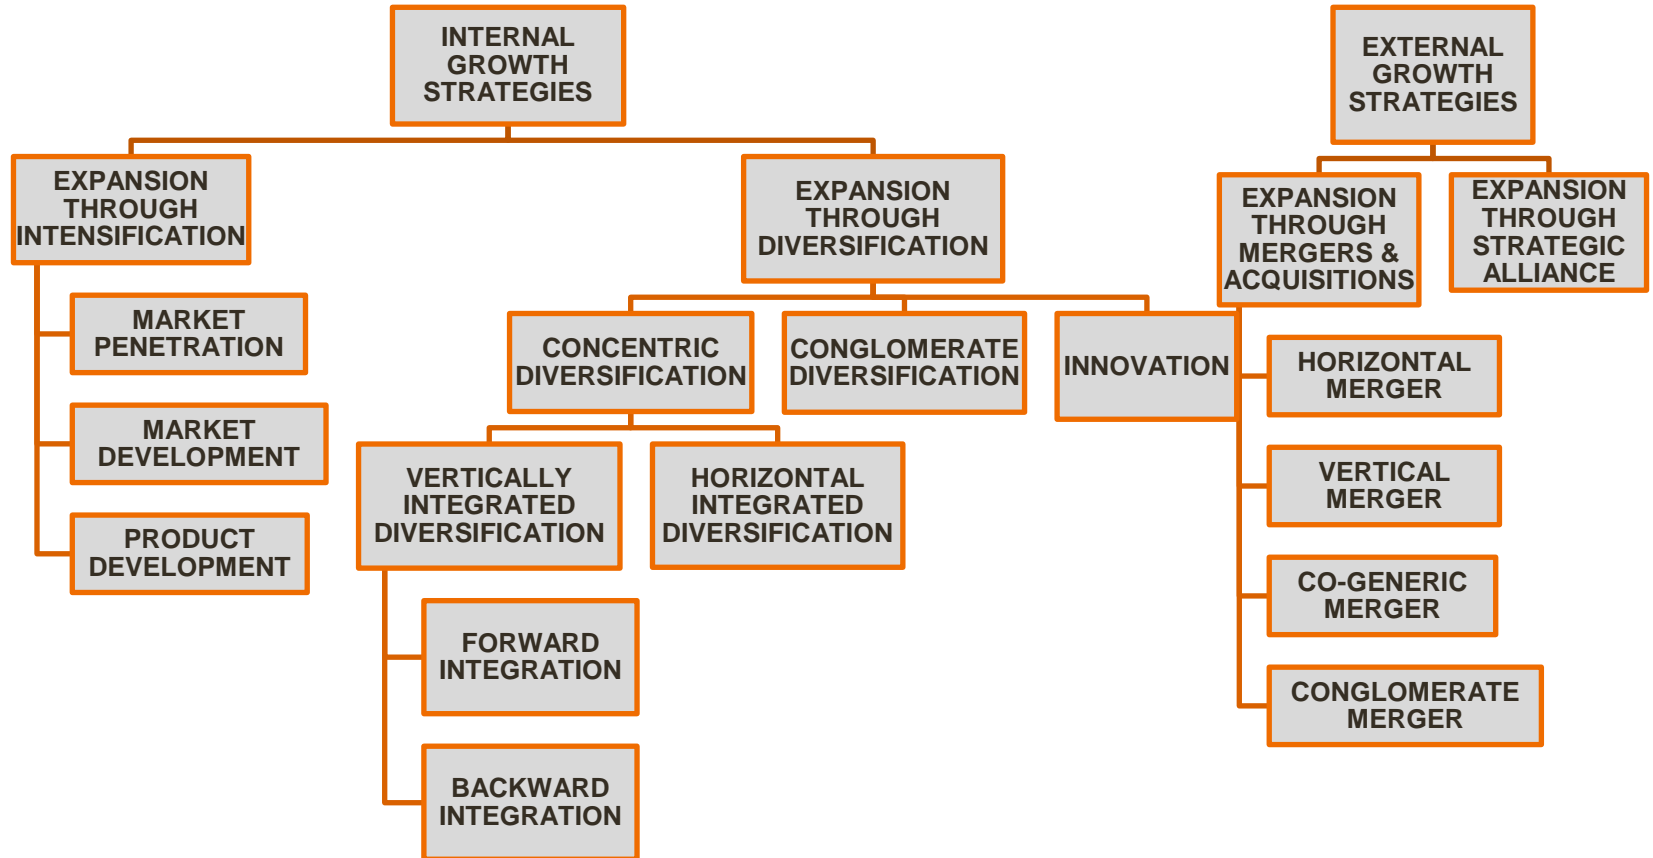 INTERNAL
GROWTH
STRATEGIES
EXPANSION
THROUGH
INTENSIFICATION
MARKET
PENETRATION
MARKET
DEVELOPMENT
PRODUCT
DEVELOPMENT
EXPANSION
THROUGH
DIVERSIFICATION
CONCENTRIC
DIVERSIFICATION
VERTICALLY
INTEGRATED
DIVERSIFICATION
FORWARD
INTEGRATION
BACKWARD
INTEGRATION
HORIZONTAL
INTEGRATED
DIVERSIFICATION
CONGLOMERATE
DIVERSIFICATION
INNOVATION
EXTERNAL
GROWTH
STRATEGIES
EXPANSION
THROUGH
MERGERS &
ACQUISITIONS
HORIZONTAL
MERGER
VERTICAL
MERGER
CO-GENERIC
MERGER
CONGLOMERATE
MERGER
EXPANSION
THROUGH
STRATEGIC
ALLIANCE